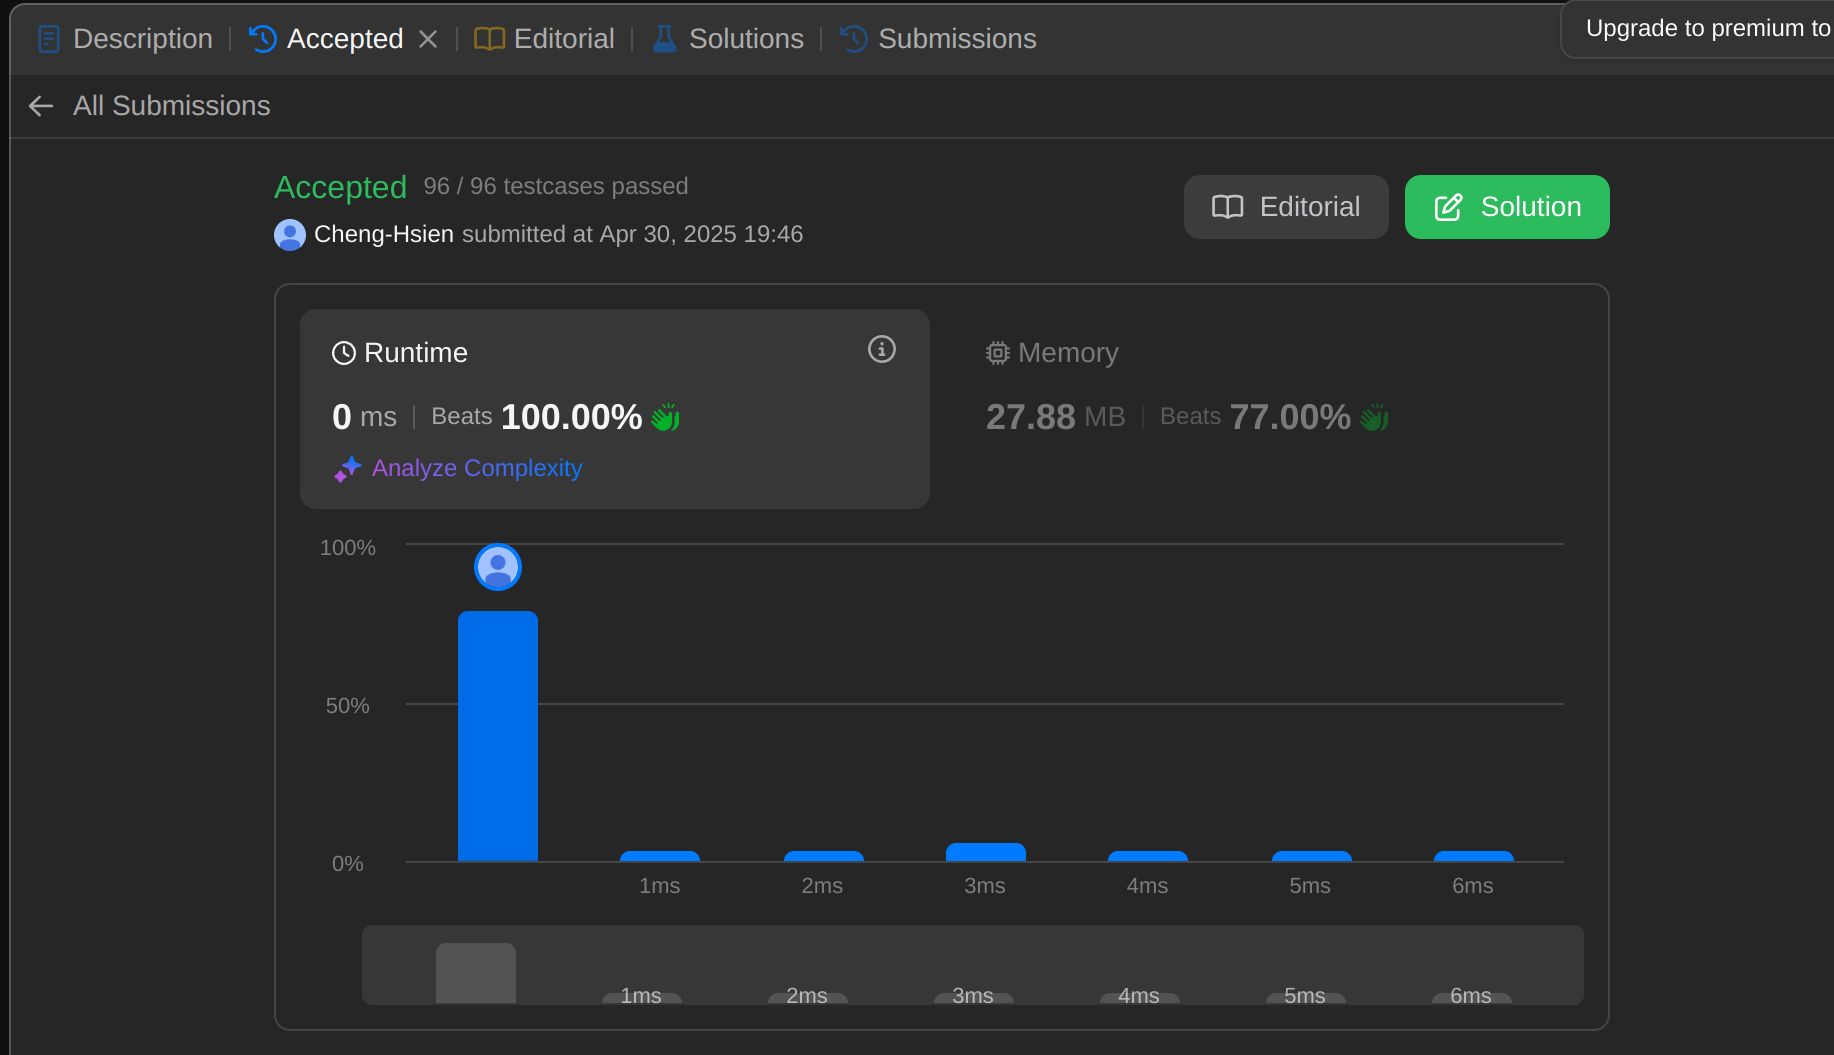 Description Accepted Editorial Solutions Submissions
Upgrade to premium to
All Submissions
Accepted 96 / 96 testcases passed
Cheng-Hsien submitted at Apr 30, 2025 19:46
Editorial
Solution
Runtime
0 ms Beats 100.00%
Analyze Complexity
Memory
27.88 MB Beats 77.00%
100%
50%
0%
1ms 2ms 3ms 4ms 5ms 6ms
1ms 2ms 3ms 4ms 5ms 6ms